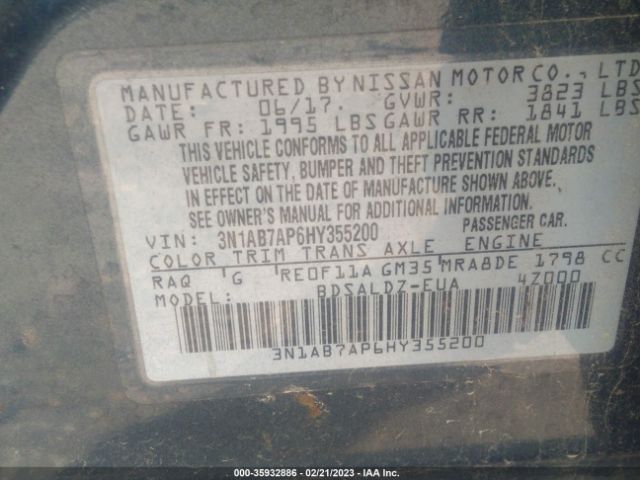 MANUFACTURED BY NISSAN MOTOR CO., LTD
DATE: 06/17. GVWR: 3823 LBS
GAWR FR: 1995 LBS GAWR RR: 1841 LBS
THIS VEHICLE CONFORMS TO ALL APPLICABLE FEDERAL MOTOR
VEHICLE SAFETY, BUMPER AND THEFT PREVENTION STANDARDS
IN EFFECT ON THE DATE OF MANUFACTURE SHOWN ABOVE.
SEE OWNER'S MANUAL FOR ADDITIONAL INFORMATION.
VIN: 3N1AB7AP6HY355200 PASSENGER CAR.
COLOR TRIM TRANS AXLE ENGINE
RAQ G RE0F11A GM35 MRA8DE 1798 CC
MODEL: BDSALDZ-EUA 4Z000
3N1AB7AP6HY355200
000-35932886 - 02/21/2023 - IAA Inc.